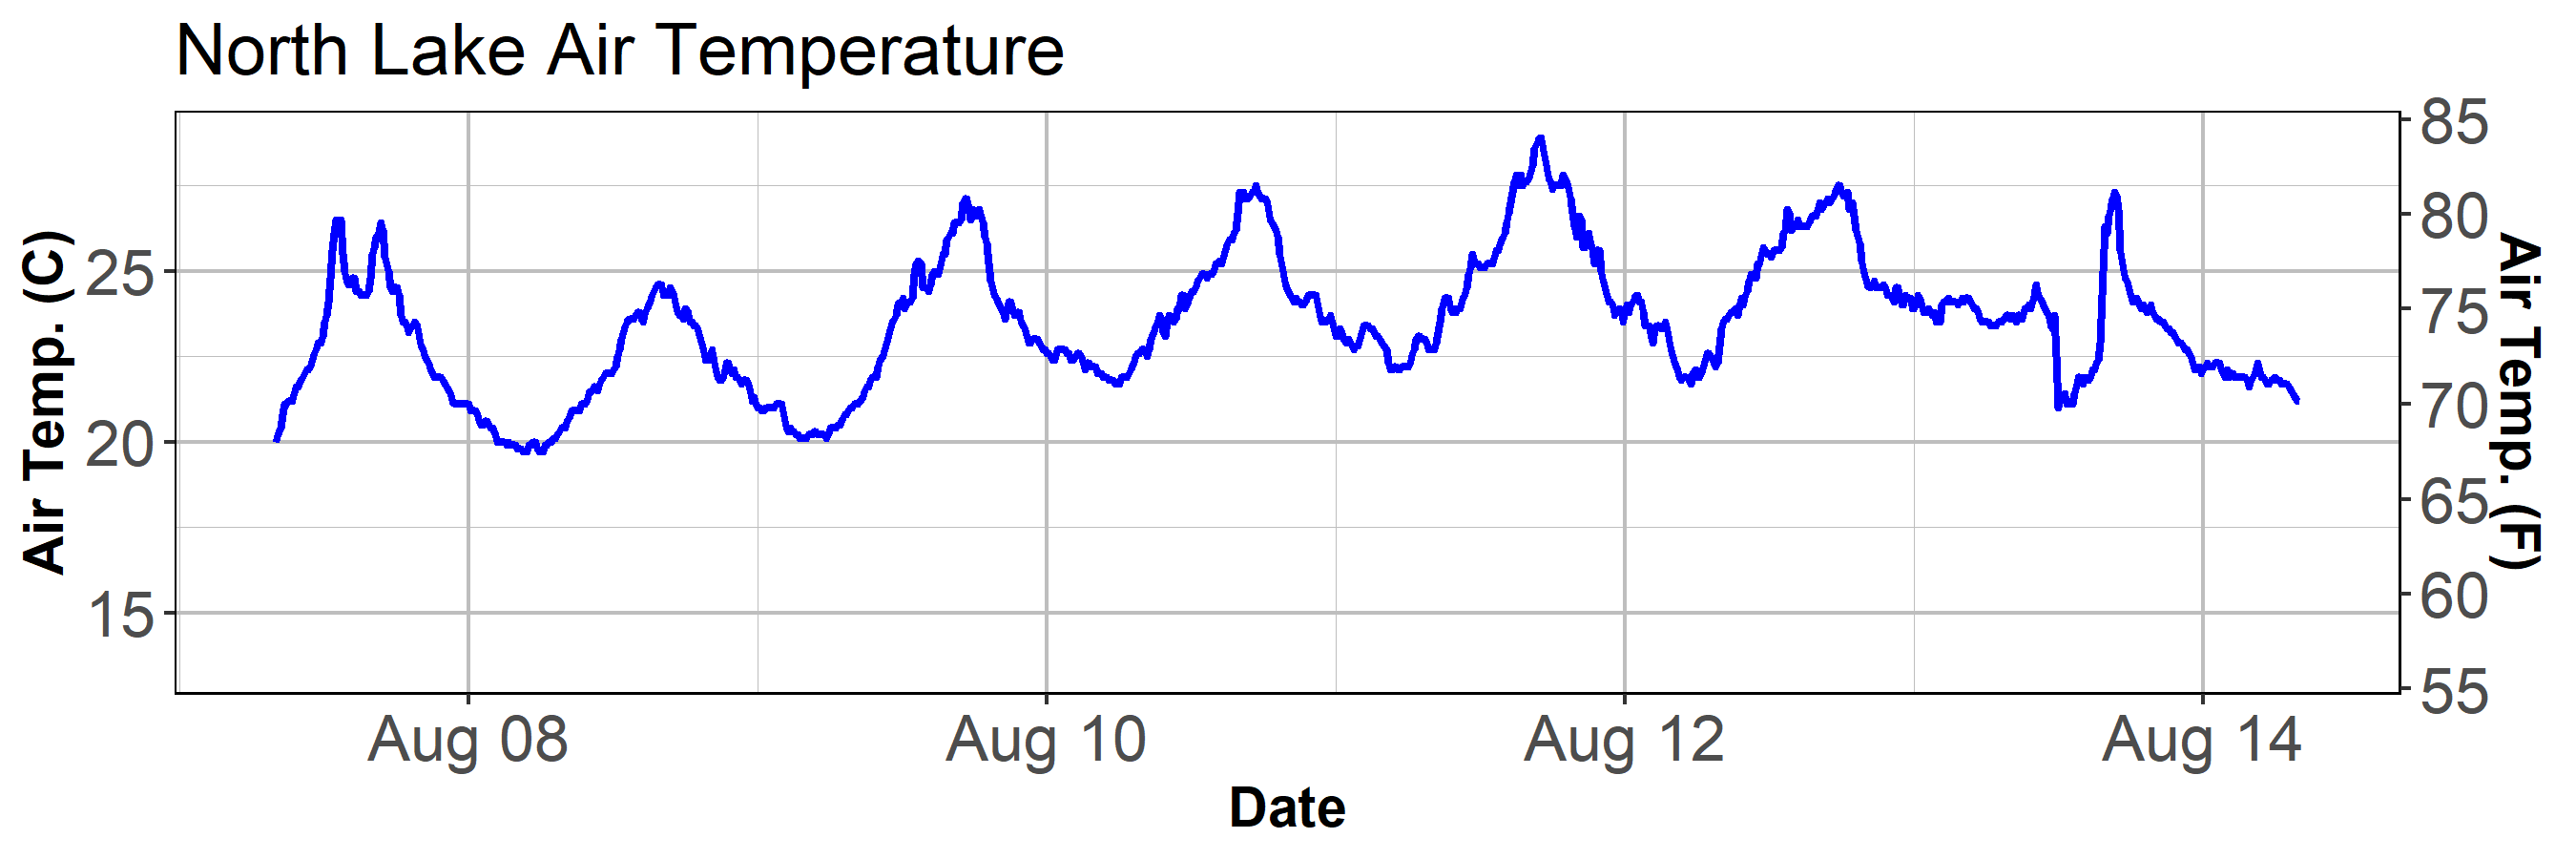 North Lake Air Temperature
Air Temp. (C)
25
20
15
85
80
75
70
65
60
55
Air Temp. (F)
Aug 08 Aug 10 Aug 12 Aug 14
Date